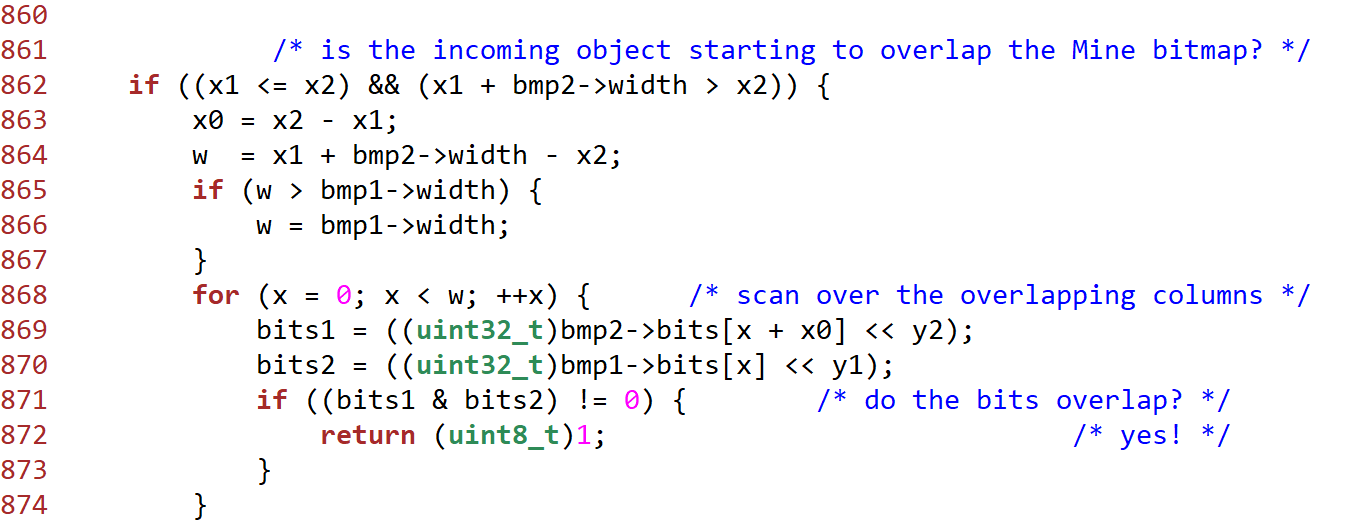 860
861                 /* is the incoming object starting to overlap the Mine bitmap? */
862     if ((x1 <= x2) && (x1 + bmp2->width > x2)) {
863         x0 = x2 - x1;
864         w  = x1 + bmp2->width - x2;
865         if (w > bmp1->width) {
866             w = bmp1->width;
867         }
868         for (x = 0; x < w; ++x) {      /* scan over the overlapping columns */
869             bits1 = ((uint32_t)bmp2->bits[x + x0] << y2);
870             bits2 = ((uint32_t)bmp1->bits[x] << y1);
871             if ((bits1 & bits2) != 0) {        /* do the bits overlap? */
872                 return (uint8_t)1;                             /* yes! */
873             }
874         }